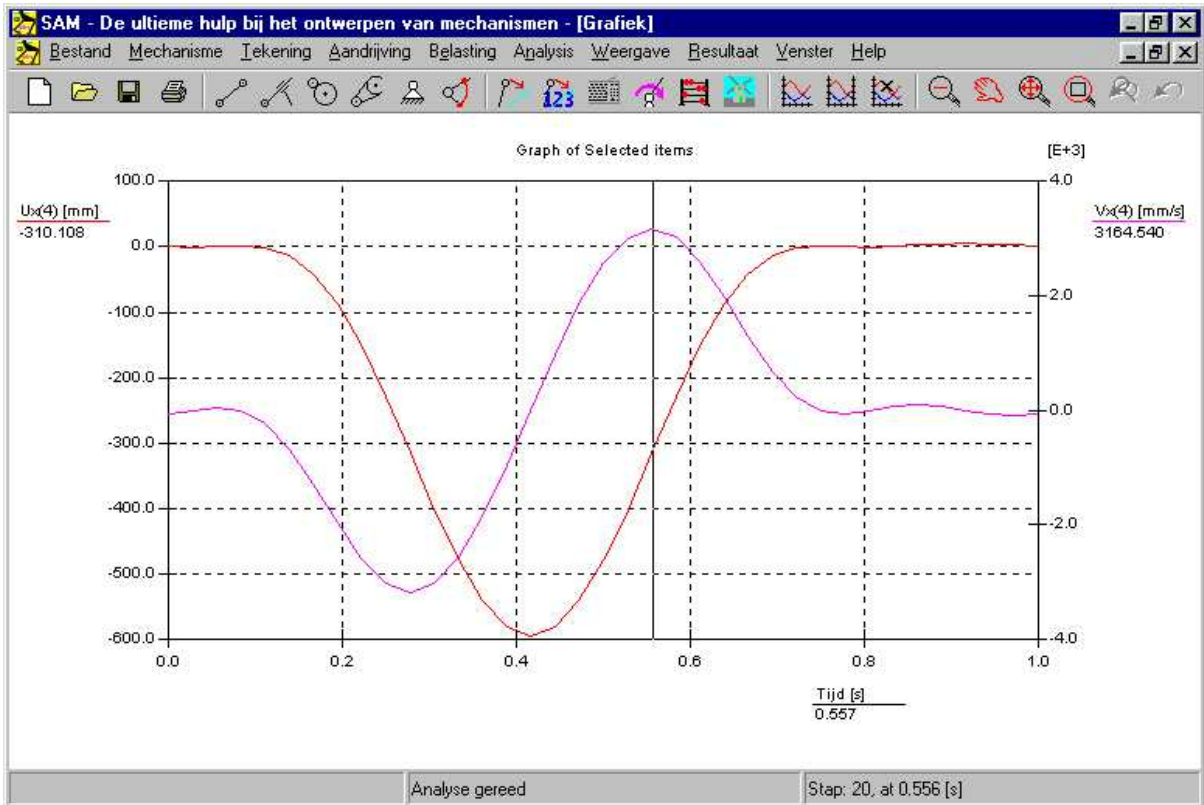 SAM - De ultieme hulp bij het ontwerpen van mechanismen - [Grafiek]
Bestand Mechanisme Tekening Aandrijving Belasting Analysis Weergave Resultaat Venster Help
123
Graph of Selected items
[E+3]
100.0
4.0
Ux(4) [mm]
-310.108
Vx(4) [mm/s]
3164.540
0.0
-100.0
2.0
-200.0
0.0
-300.0
-400.0
-2.0
-500.0
-600.0
-4.0
0.0 0.2 0.4 0.6 0.8 1.0
Tijd [s]
0.557
Analyse gereed
Stap: 20, at 0.556 [s]